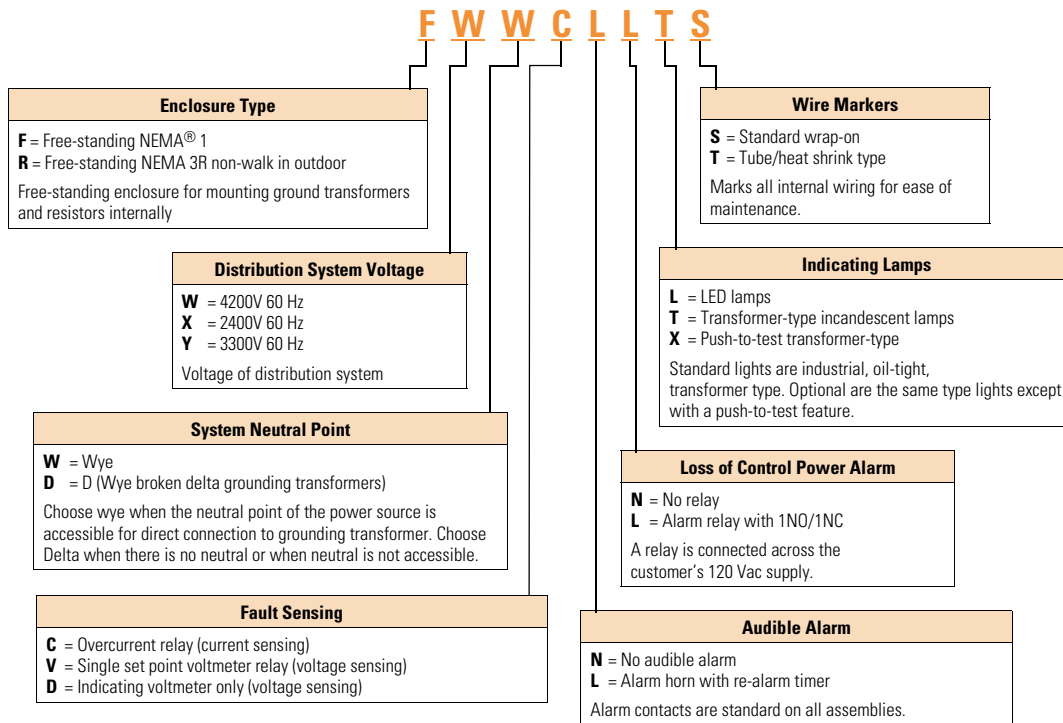 F W W C L L T S
Enclosure Type
F = Free-standing NEMA® 1
R = Free-standing NEMA 3R non-walk in outdoor
Free-standing enclosure for mounting ground transformers
and resistors internally
Wire Markers
S = Standard wrap-on
T = Tube/heat shrink type
Marks all internal wiring for ease of
maintenance.
Distribution System Voltage
W = 4200V 60 Hz
X = 2400V 60 Hz
Y = 3300V 60 Hz
Voltage of distribution system
Indicating Lamps
L = LED lamps
T = Transformer-type incandescent lamps
X = Push-to-test transformer-type
Standard lights are industrial, oil-tight,
transformer type. Optional are the same type lights except
with a push-to-test feature.
System Neutral Point
W = Wye
D = D (Wye broken delta grounding transformers)
Choose wye when the neutral point of the power source is
accessible for direct connection to grounding transformer. Choose
Delta when there is no neutral or when neutral is not accessible.
Loss of Control Power Alarm
N = No relay
L = Alarm relay with 1NO/1NC
A relay is connected across the
customer's 120 Vac supply.
Fault Sensing
C = Overcurrent relay (current sensing)
V = Single set point voltmeter relay (voltage sensing)
D = Indicating voltmeter only (voltage sensing)
Audible Alarm
N = No audible alarm
L = Alarm horn with re-alarm timer
Alarm contacts are standard on all assemblies.